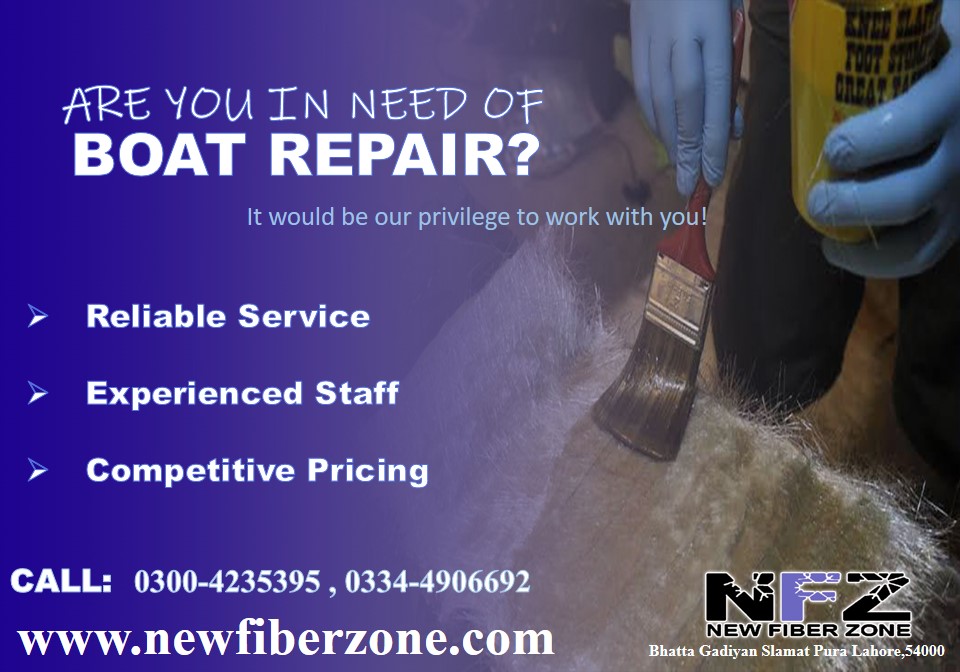 ARE YOU IN NEED OF
BOAT REPAIR?
It would be our privilege to work with you!
Reliable Service
Experienced Staff
Competitive Pricing
CALL: 0300-4235395 , 0334-4906692
www.newfiberzone.com
NFZ
NEW FIBER ZONE
Bhatta Gadiyan Slamat Pura Lahore,54000